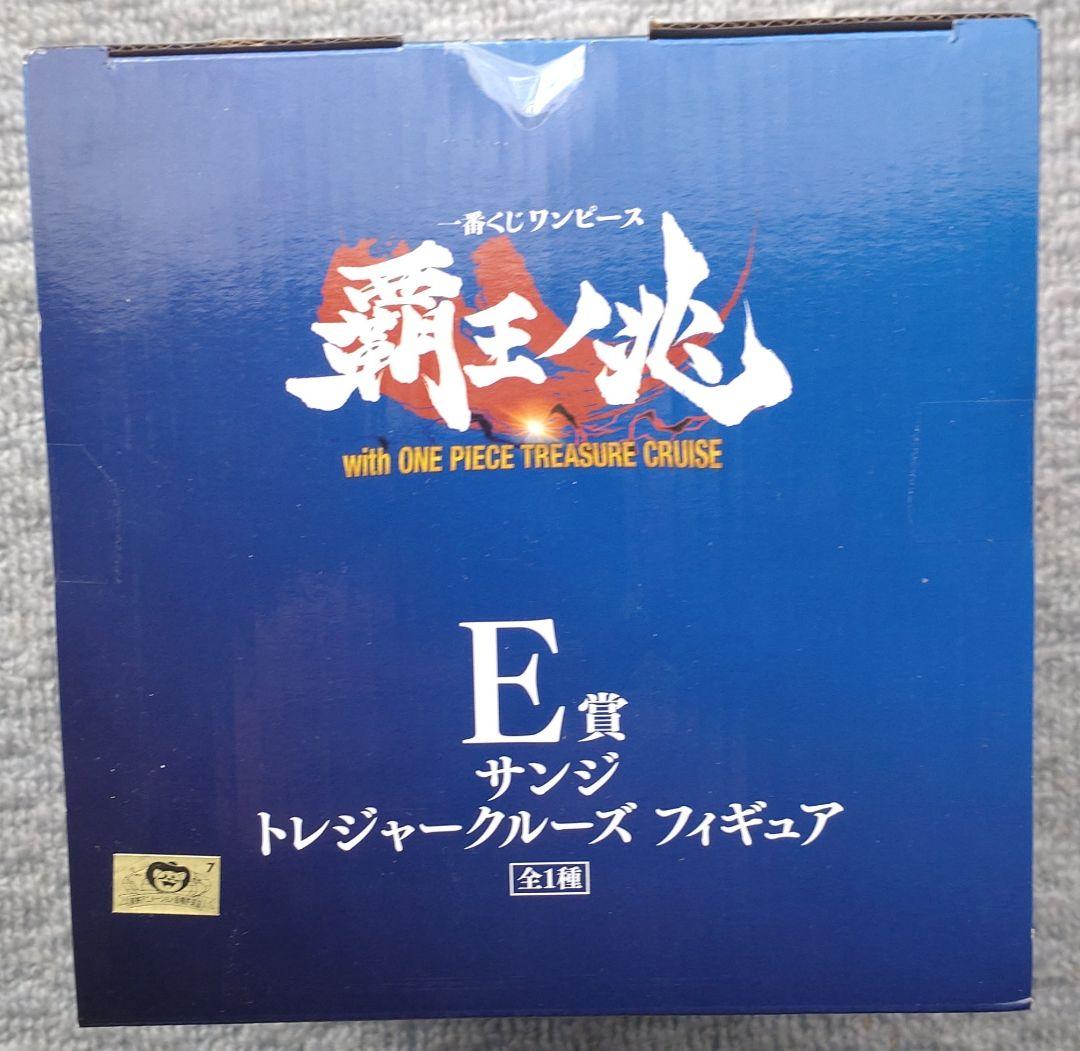 一番くじ ワンピース
覇王ノ兆
with ONE PIECE TREASURE CRUISE
E賞
サンジ
トレジャークルーズ フィギュア
全1種
7